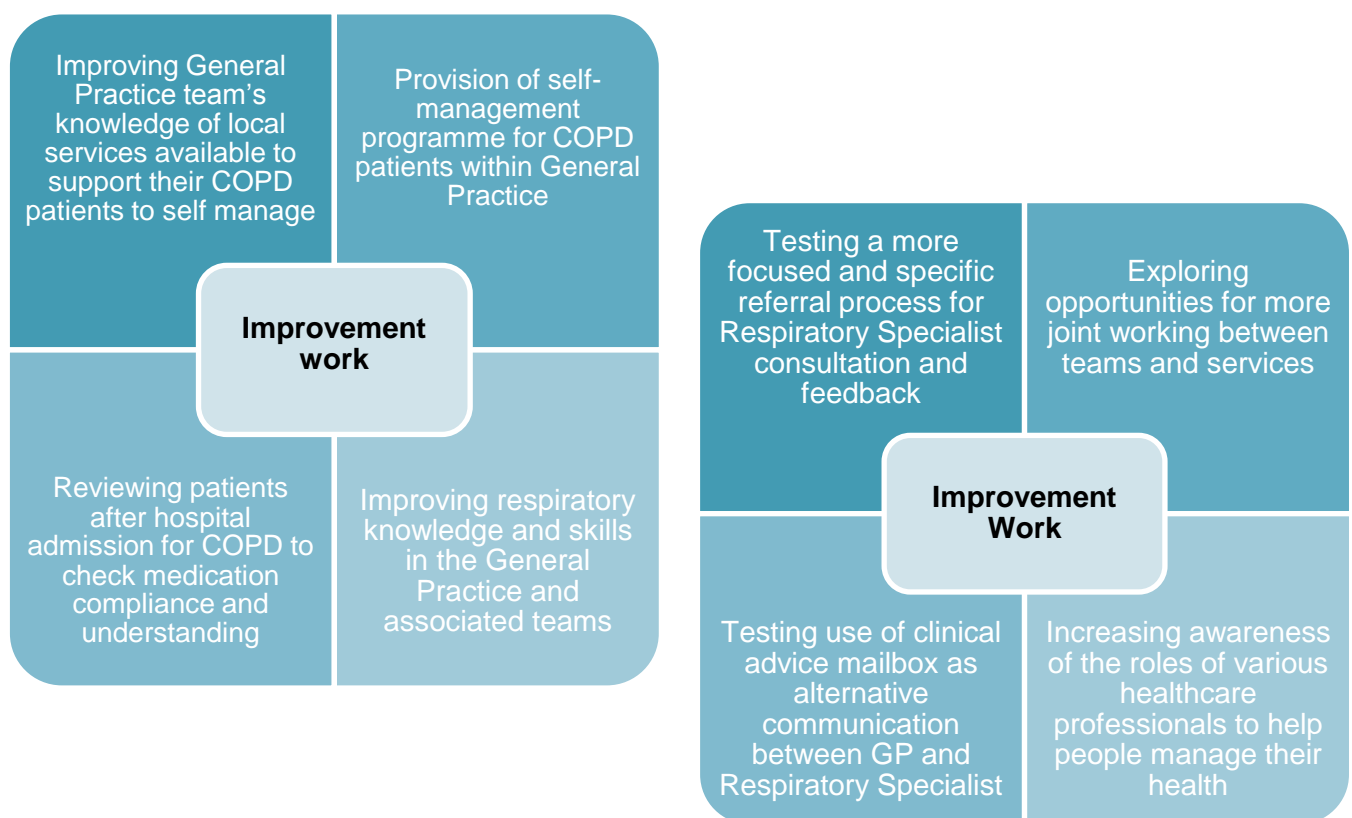 Improving General
Practice team's
knowledge of local
services available to
support their COPD
patients to self manage
Provision of self-
management
programme for COPD
patients within General
Practice
Improvement
work
Reviewing patients
after hospital
admission for COPD to
check medication
compliance and
understanding
Improving respiratory
knowledge and skills
in the General
Practice and
associated teams
Testing a more
focused and specific
referral process for
Respiratory Specialist
consultation and
feedback
Exploring
opportunities for more
joint working between
teams and services
Improvement
Work
Testing use of clinical
advice mailbox as
alternative
communication
between GP and
Respiratory Specialist
Increasing awareness
of the roles of various
healthcare
professionals to help
people manage their
health